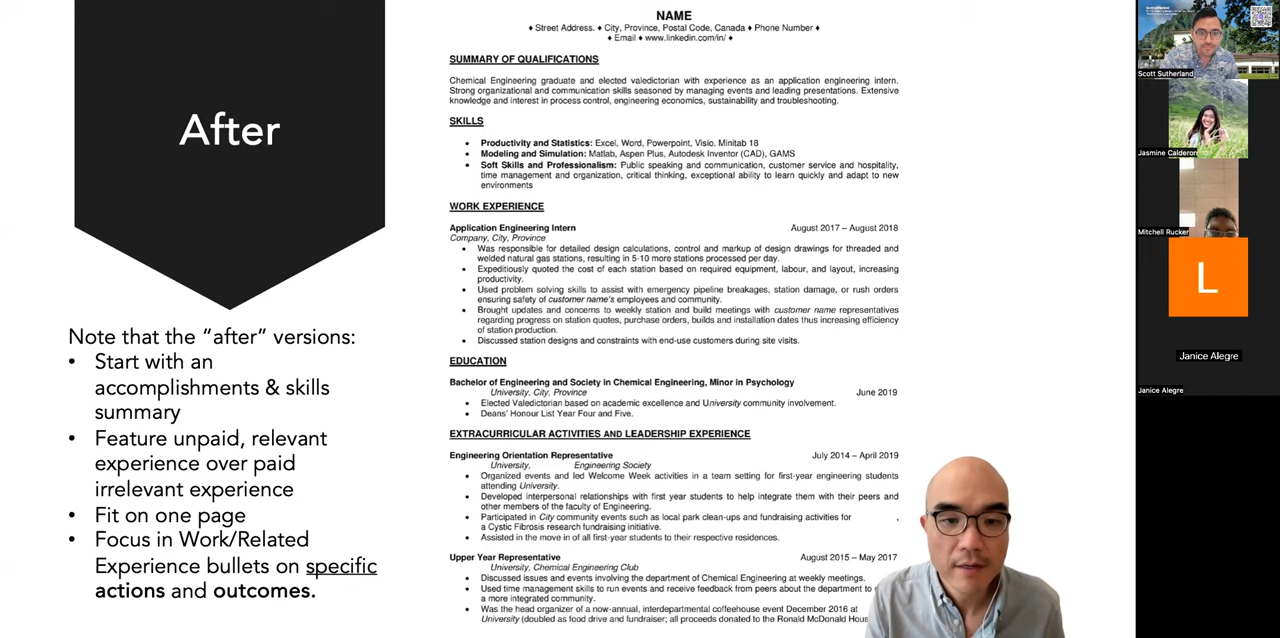 After
Note that the “after” versions:
• Start with an
accomplishments & skills
summary
• Feature unpaid, relevant
experience over paid
irrelevant experience
• Fit on one page
• Focus in Work/Related
Experience bullets on specific
actions and outcomes.
NAME
♦ Street Address. ♦ City, Province, Postal Code, Canada ♦ Phone Number ♦
♦ Email ♦ www.linkedin.com/in/ ♦
SUMMARY OF QUALIFICATIONS
Chemical Engineering graduate and elected valedictorian with experience as an application engineering intern.
Strong organizational and communication skills seasoned by managing events and leading presentations. Extensive
knowledge and interest in process control, engineering economics, sustainability and troubleshooting.
SKILLS
• Productivity and Statistics: Excel, Word, Powerpoint, Visio, Minitab 18
• Modeling and Simulation: Matlab, Aspen Plus, Autodesk Inventor (CAD), GAMS
• Soft Skills and Professionalism: Public speaking and communication, customer service and hospitality,
time management and organization, critical thinking, exceptional ability to learn quickly and adapt to new
environments
WORK EXPERIENCE
Application Engineering Intern August 2017 – August 2018
Company, City, Province
• Was responsible for detailed design calculations, control and markup of design drawings for threaded and
welded natural gas stations, resulting in 5-10 more stations processed per day.
• Expeditiously quoted the cost of each station based on required equipment, labour, and layout, increasing
productivity.
• Used problem solving skills to assist with emergency pipeline breakages, station damage, or rush orders
ensuring safety of customer name's employees and community.
• Brought updates and concerns to weekly station and build meetings with customer name representatives
regarding progress on station quotes, purchase orders, builds and installation dates thus increasing efficiency
of station production.
• Discussed station designs and constraints with end-use customers during site visits.
EDUCATION
Bachelor of Engineering and Society in Chemical Engineering, Minor in Psychology
University, City, Province June 2019
• Elected Valedictorian based on academic excellence and University community involvement.
• Deans' Honour List Year Four and Five.
EXTRACURRICULAR ACTIVITIES AND LEADERSHIP EXPERIENCE
Engineering Orientation Representative July 2014 – April 2019
University, Engineering Society
• Organized events and led Welcome Week activities in a team setting for first-year engineering students
attending University.
• Developed interpersonal relationships with first year students to help integrate them with their peers and
other members of the faculty of Engineering.
• Participated in City community events such as local park clean-ups and fundraising activities for ,
a Cystic Fibrosis research fundraising initiative.
• Assisted in the move in of all first-year students to their respective residences.
Upper Year Representative August 2015 – May 2017
University, Chemical Engineering Club
• Discussed issues and events involving the department of Chemical Engineering at weekly meetings.
• Used time management skills to run events and receive feedback from peers about the department to
a more integrated community.
• Was the head organizer of a now-annual, interdepartmental coffeehouse event December 2016 at
University (doubled as food drive and fundraiser; all proceeds donated to the Ronald McDonald
Scott Sutherland
Jasmine Calderon
Mitchell Rucker
L
Janice Alegre
Janice Alegre